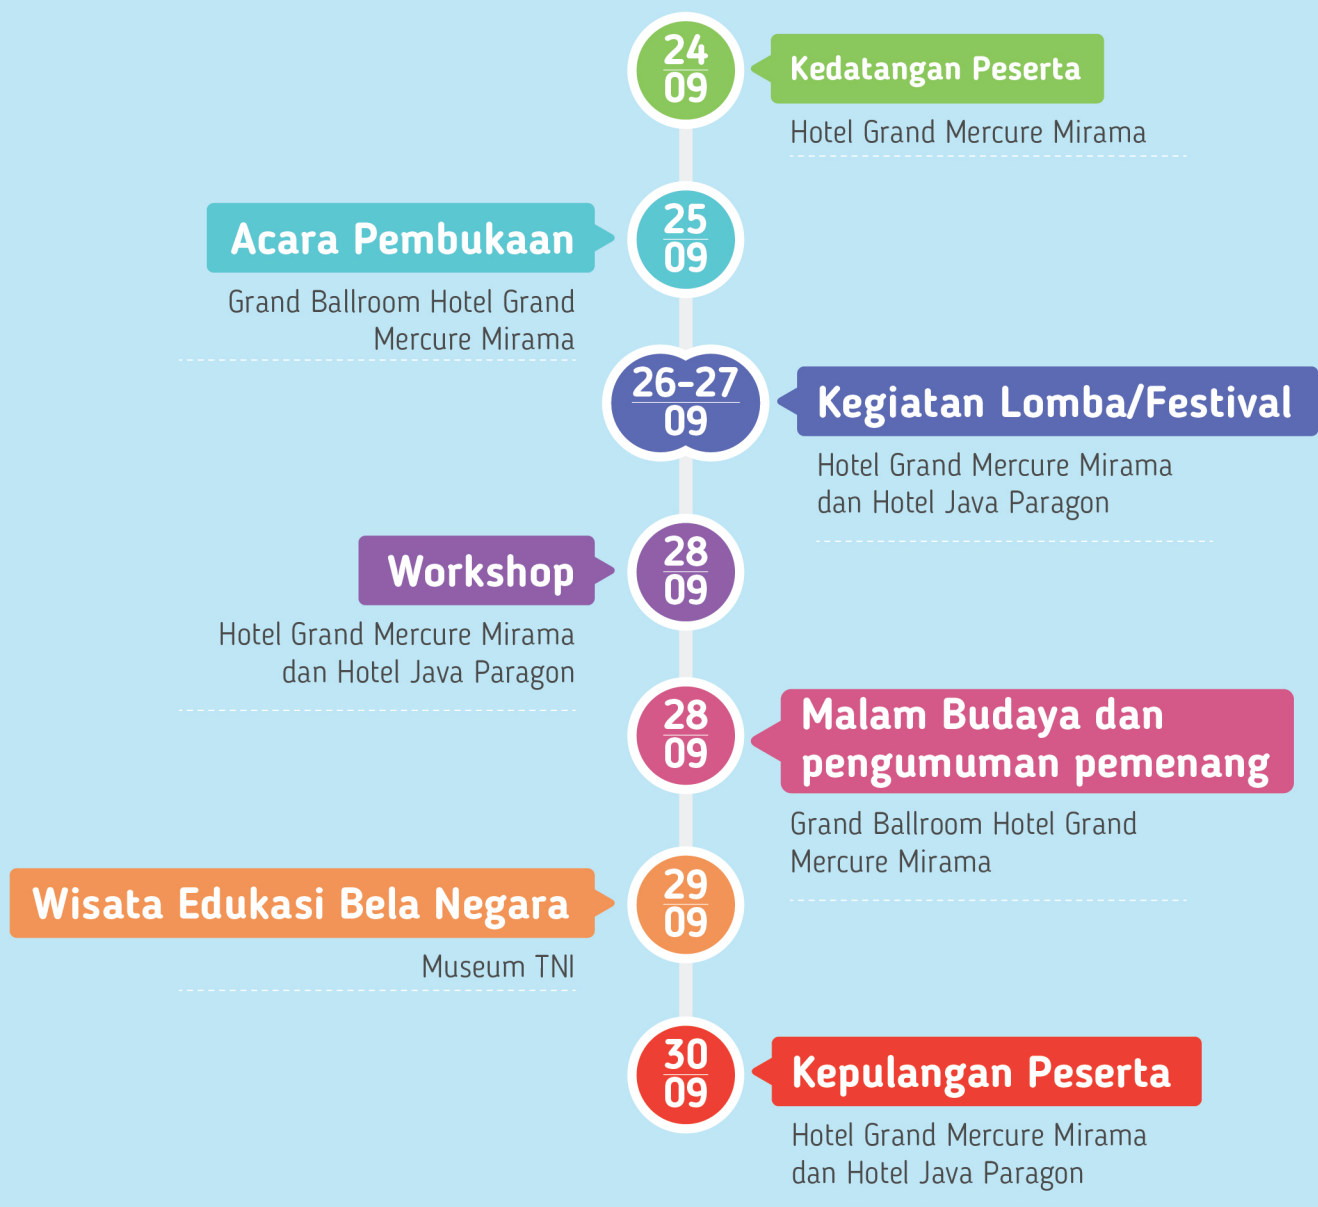 24
09
Kedatangan Peserta
Hotel Grand Mercure Mirama
25
09
Acara Pembukaan
Grand Ballroom Hotel Grand
Mercure Mirama
26-27
09
Kegiatan Lomba/Festival
Hotel Grand Mercure Mirama
dan Hotel Java Paragon
28
09
Workshop
Hotel Grand Mercure Mirama
dan Hotel Java Paragon
28
09
Malam Budaya dan
pengumuman pemenang
Grand Ballroom Hotel Grand
Mercure Mirama
29
09
Wisata Edukasi Bela Negara
Museum TNI
30
09
Kepulangan Peserta
Hotel Grand Mercure Mirama
dan Hotel Java Paragon